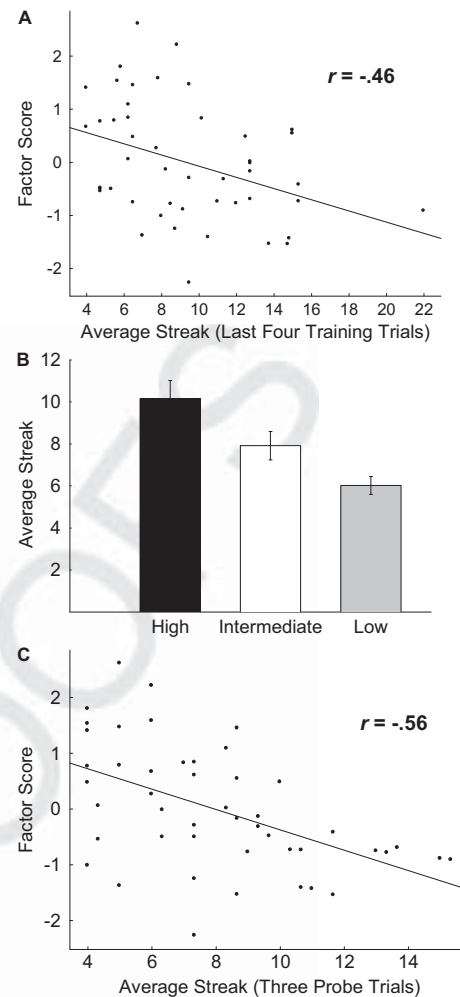 A
r = -.46
Factor Score
2
1
0
-1
-2
4 6 8 10 12 14 16 18 20 22
Average Streak (Last Four Training Trials)
B
Average Streak
12
10
8
6
4
2
High Intermediate Low
C
r = -.56
Factor Score
2
1
0
-1
-2
4 6 8 10 12 14
Average Streak (Three Probe Trials)